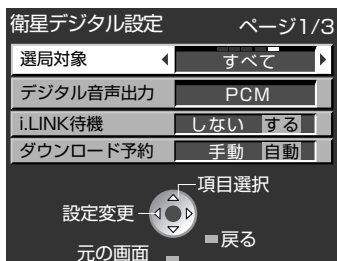 衛星デジタル設定 ページ1/3
選局対象 すべて
デジタル音声出力 PCM
i.LINK待機 しない する
ダウンロード予約 手動 自動
項目選択
設定変更
戻る
元の画面